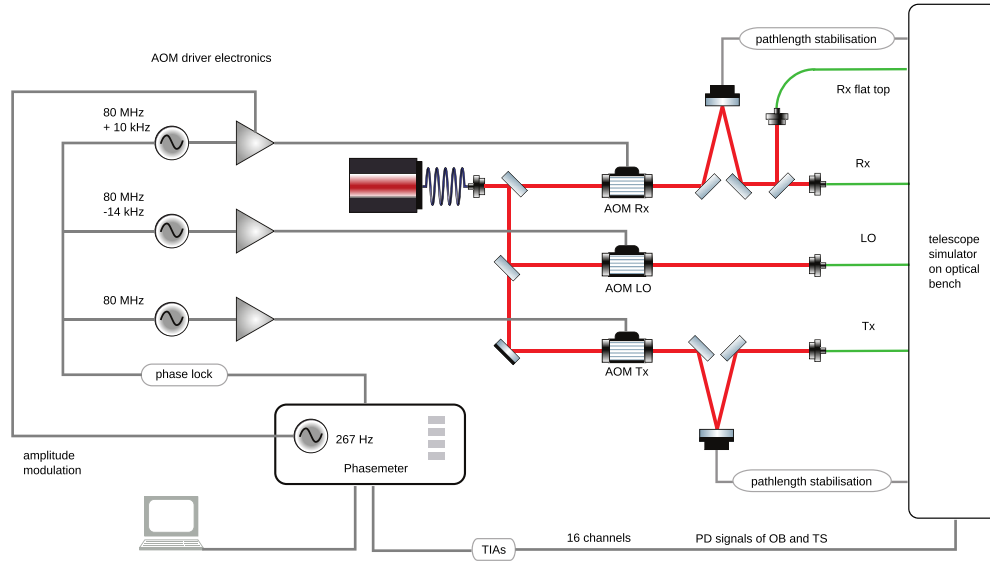 AOM driver electronics
80 MHz
+ 10 kHz
80 MHz
-14 kHz
80 MHz
phase lock
267 Hz
Phasemeter
amplitude
modulation
AOM Rx
AOM LO
AOM Tx
pathlength stabilisation
Rx flat top
Rx
LO
Tx
telescope
simulator
on optical
bench
pathlength stabilisation
TIAs
16 channels
PD signals of OB and TS